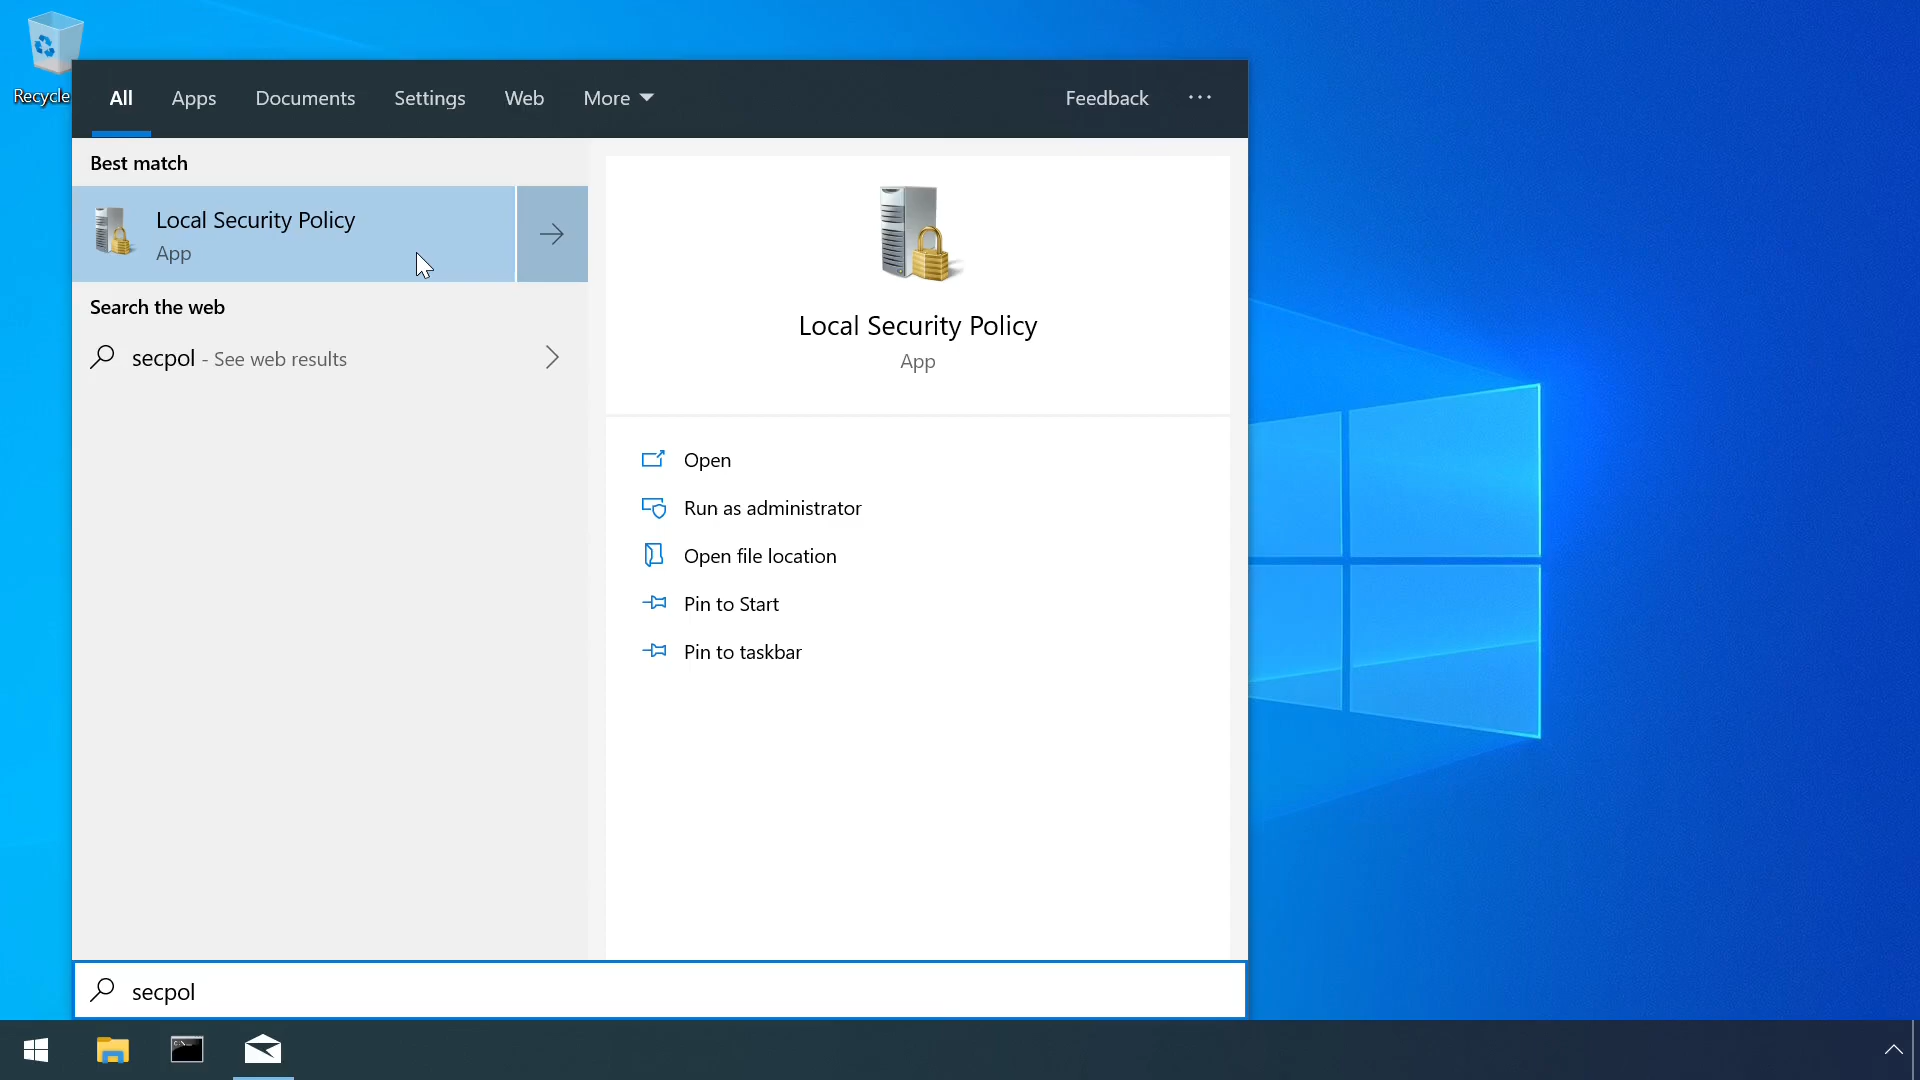 Recycle
All Apps Documents Settings Web More Feedback ···
Best match
Local Security Policy
App
Search the web
secpol - See web results
Local Security Policy
App
Open
Run as administrator
Open file location
Pin to Start
Pin to taskbar
secpol